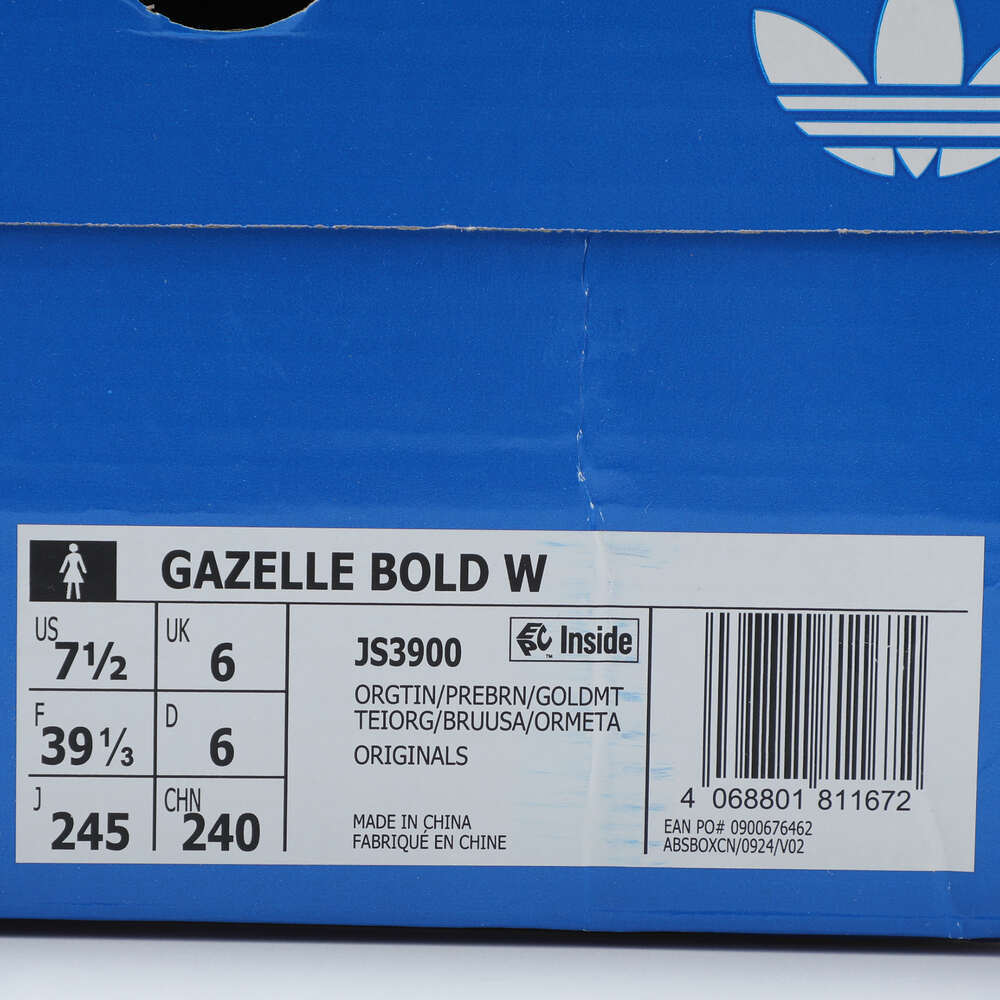 GAZELLE BOLD W
US
7½
UK
6
F
39⅓
D
6
J
245
CHN
240
JS3900
EPC™ Inside
ORGTIN/PREBRN/GOLDMT
TEIORG/BRUUSA/ORMETA
ORIGINALS
MADE IN CHINA
FABRIQUÉ EN CHINE
4 068801 811672
EAN PO# 0900676462
ABSBOXCN/0924/V02